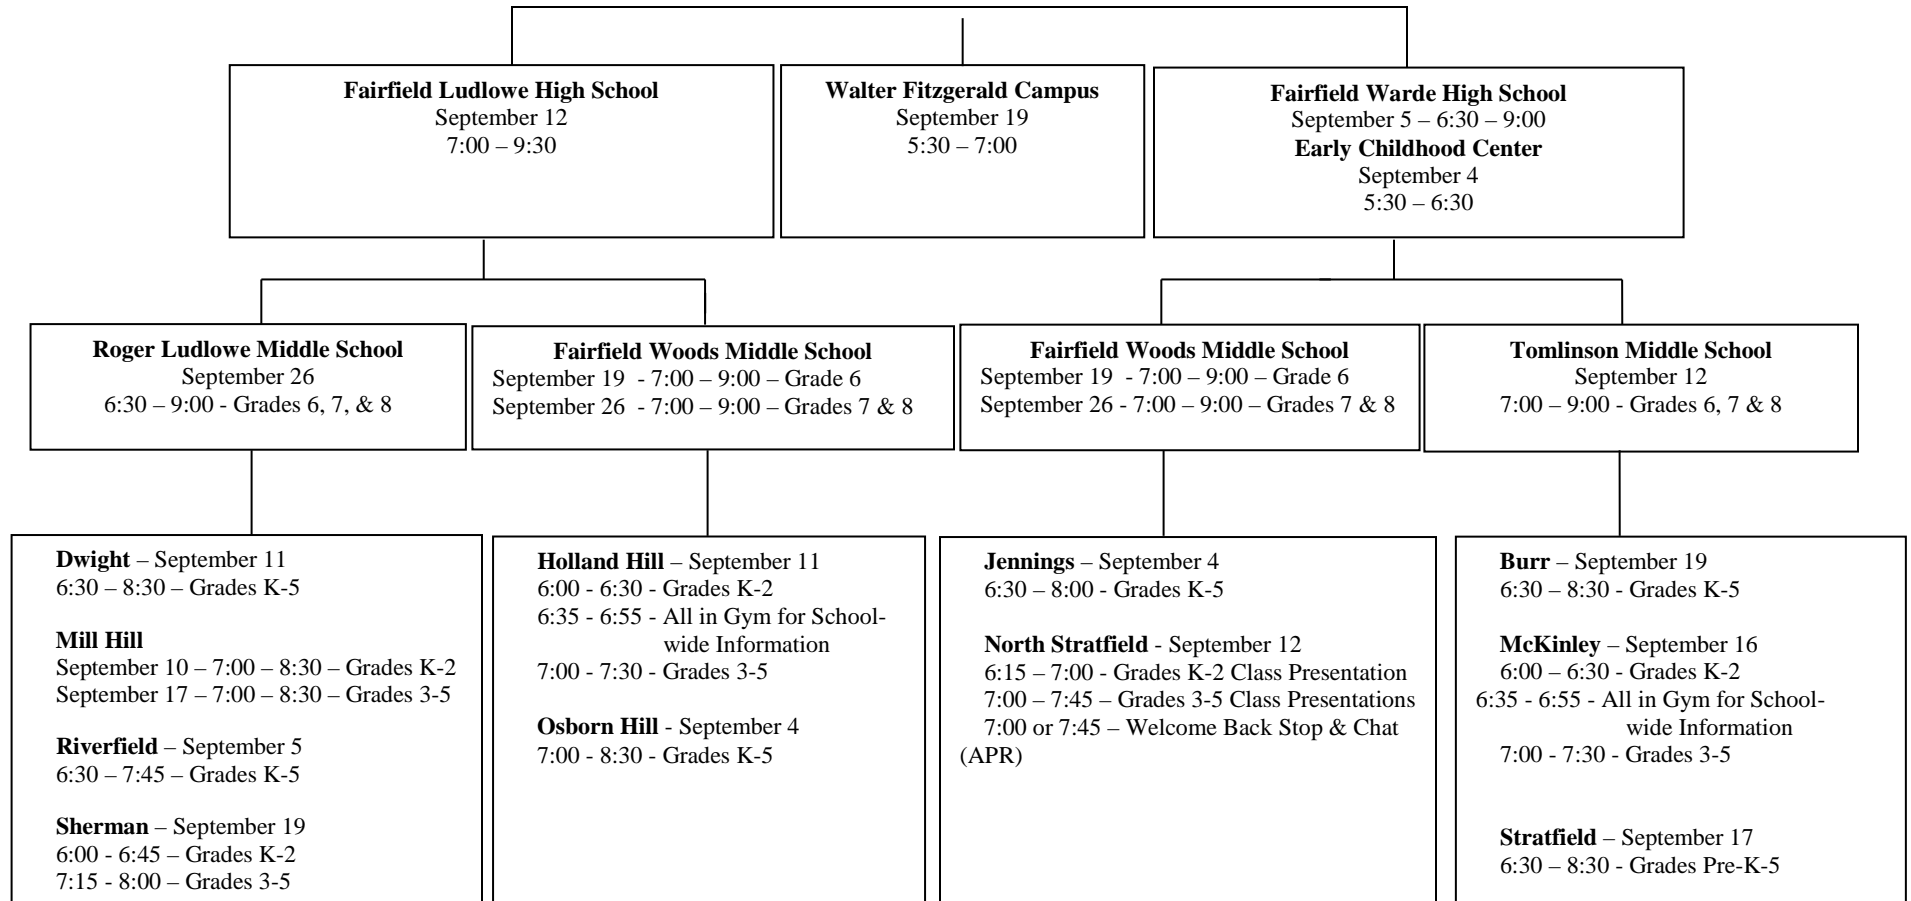 Fairfield Ludlowe High School
September 12
7:00 – 9:30
Walter Fitzgerald Campus
September 19
5:30 – 7:00
Fairfield Warde High School
September 5 – 6:30 – 9:00
Early Childhood Center
September 4
5:30 – 6:30
Roger Ludlowe Middle School
September 26
6:30 – 9:00 - Grades 6, 7, & 8
Fairfield Woods Middle School
September 19 - 7:00 – 9:00 – Grade 6
September 26 - 7:00 – 9:00 – Grades 7 & 8
Fairfield Woods Middle School
September 19 - 7:00 – 9:00 – Grade 6
September 26 - 7:00 – 9:00 – Grades 7 & 8
Tomlinson Middle School
September 12
7:00 – 9:00 - Grades 6, 7 & 8
Dwight – September 11
6:30 – 8:30 – Grades K-5
Mill Hill
September 10 – 7:00 – 8:30 – Grades K-2
September 17 – 7:00 – 8:30 – Grades 3-5
Riverfield – September 5
6:30 – 7:45 – Grades K-5
Sherman – September 19
6:00 - 6:45 – Grades K-2
7:15 - 8:00 – Grades 3-5
Holland Hill – September 11
6:00 - 6:30 - Grades K-2
6:35 - 6:55 - All in Gym for School-
wide Information
7:00 - 7:30 - Grades 3-5
Osborn Hill - September 4
7:00 - 8:30 - Grades K-5
Jennings – September 4
6:30 – 8:00 - Grades K-5
North Stratfield - September 12
6:15 – 7:00 - Grades K-2 Class Presentation
7:00 – 7:45 – Grades 3-5 Class Presentations
7:00 or 7:45 – Welcome Back Stop & Chat
(APR)
Burr – September 19
6:30 – 8:30 - Grades K-5
McKinley – September 16
6:00 – 6:30 – Grades K-2
6:35 - 6:55 - All in Gym for School-
wide Information
7:00 - 7:30 - Grades 3-5
Stratfield – September 17
6:30 – 8:30 - Grades Pre-K-5